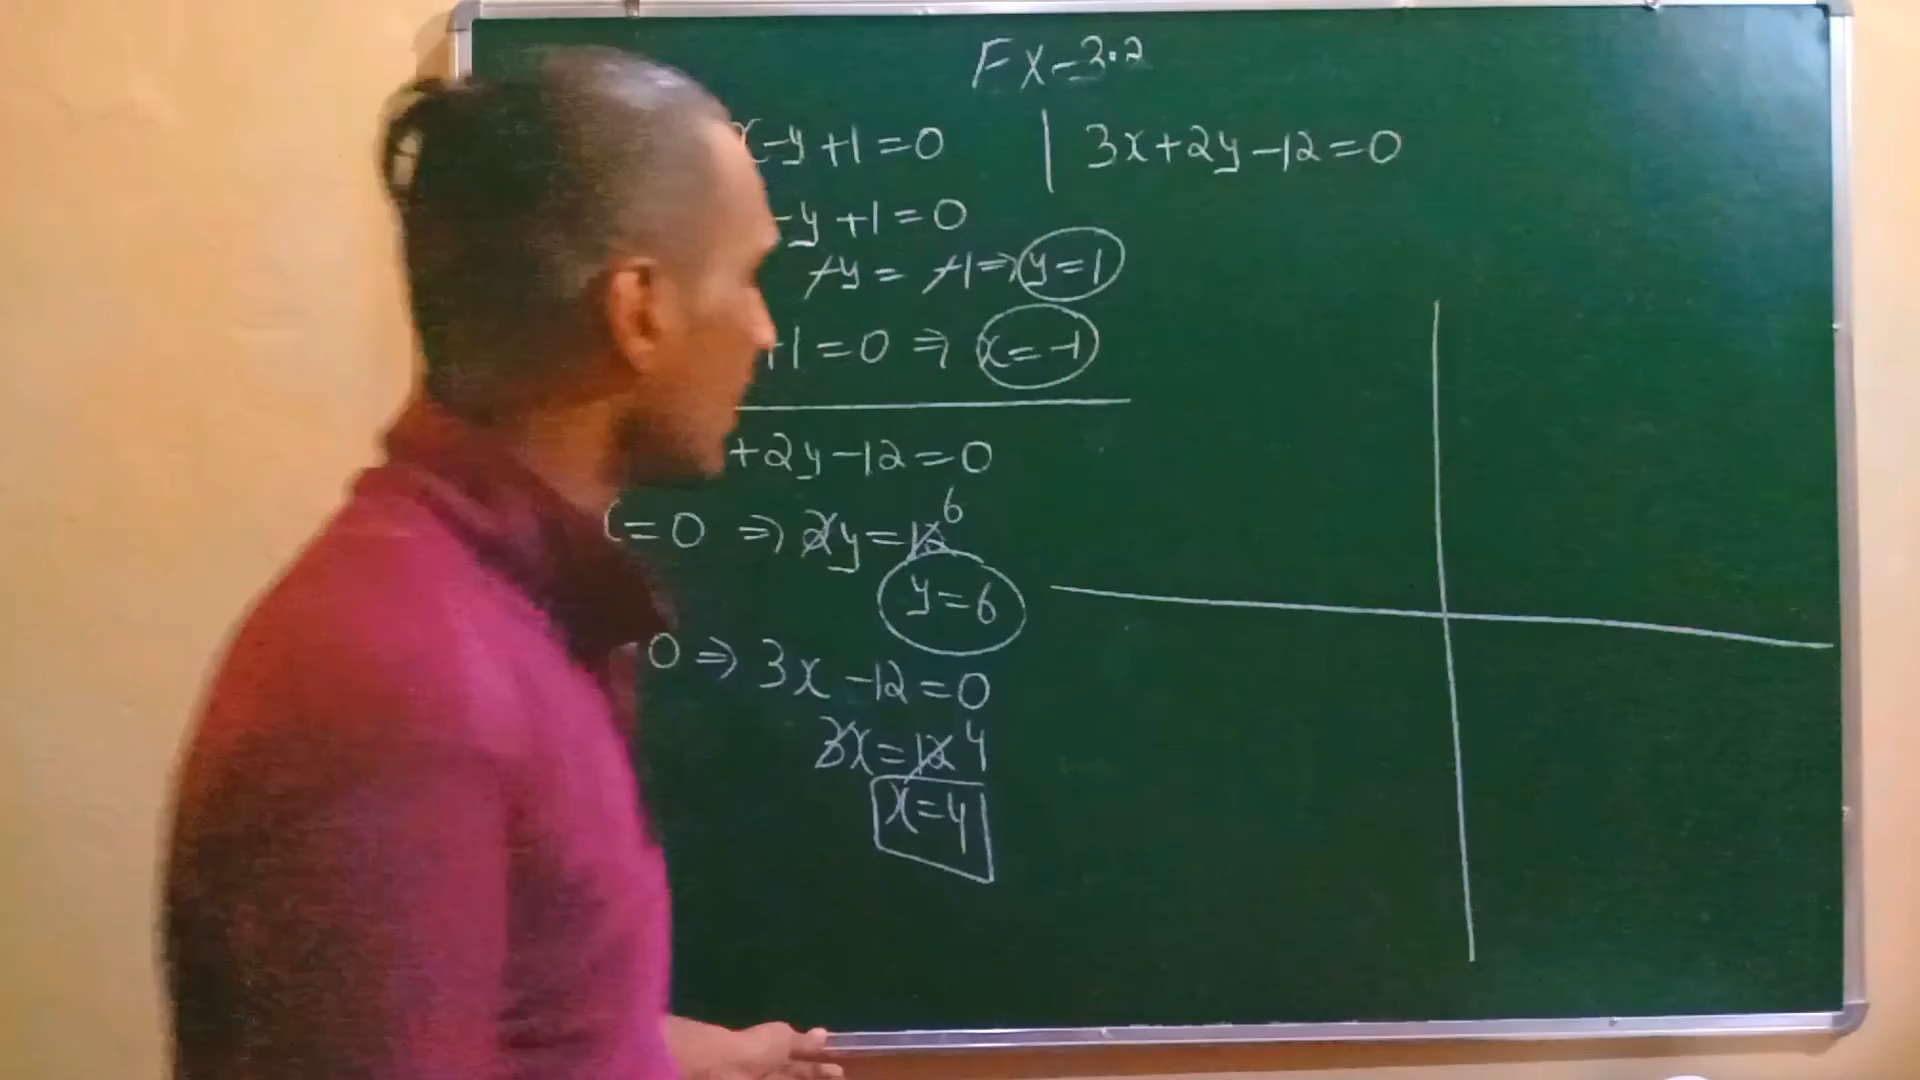 EX-3.2
x-y+1=0 | 3x+2y-12=0
-y+1=0
-y=-1⇒y=1
+1=0⇒x=-1
+2y-12=0
=0⇒2y=12 6
y=6
0⇒3x-12=0
3x=12 4
x=4